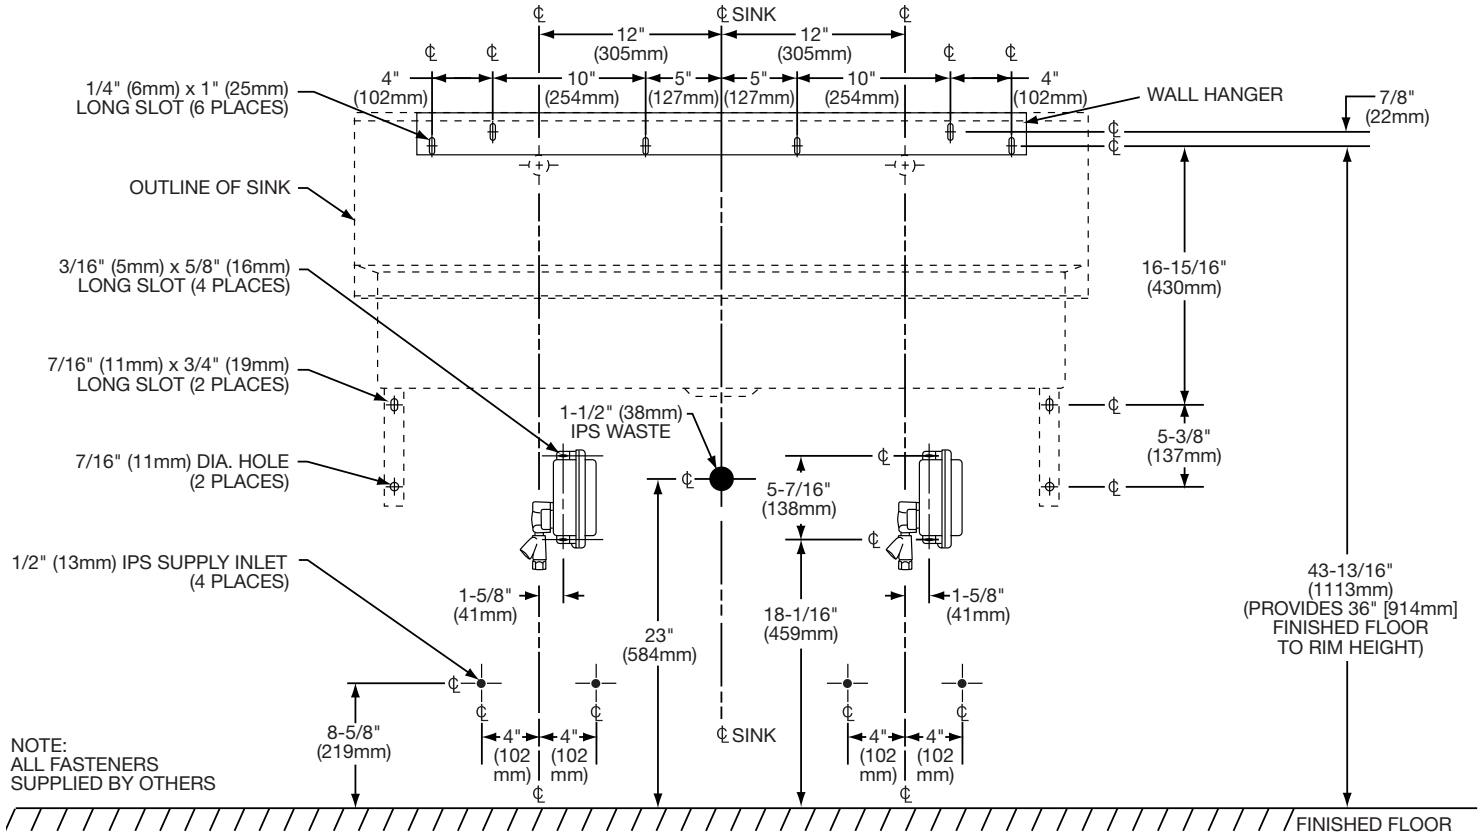 ℄
℄ SINK
℄
12"
(305mm)
12"
(305mm)
℄
℄
℄
℄
4"
(102mm)
10"
(254mm)
5"
(127mm)
5"
(127mm)
10"
(254mm)
4"
(102mm)
1/4" (6mm) x 1" (25mm)
LONG SLOT (6 PLACES)
WALL HANGER
7/8"
(22mm)
℄
℄
OUTLINE OF SINK
3/16" (5mm) x 5/8" (16mm)
LONG SLOT (4 PLACES)
16-15/16"
(430mm)
7/16" (11mm) x 3/4" (19mm)
LONG SLOT (2 PLACES)
℄
1-1/2" (38mm)
IPS WASTE
5-3/8"
(137mm)
7/16" (11mm) DIA. HOLE
(2 PLACES)
℄
℄
5-7/16"
(138mm)
℄
℄
1/2" (13mm) IPS SUPPLY INLET
(4 PLACES)
1-5/8"
(41mm)
1-5/8"
(41mm)
18-1/16"
(459mm)
23"
(584mm)
43-13/16"
(1113mm)
(PROVIDES 36" [914mm]
FINISHED FLOOR
TO RIM HEIGHT)
℄
℄
℄
℄
℄
8-5/8"
(219mm)
4"
(102
mm)
4"
(102
mm)
℄ SINK
4"
(102
mm)
4"
(102
mm)
℄
℄
NOTE:
ALL FASTENERS
SUPPLIED BY OTHERS
FINISHED FLOOR